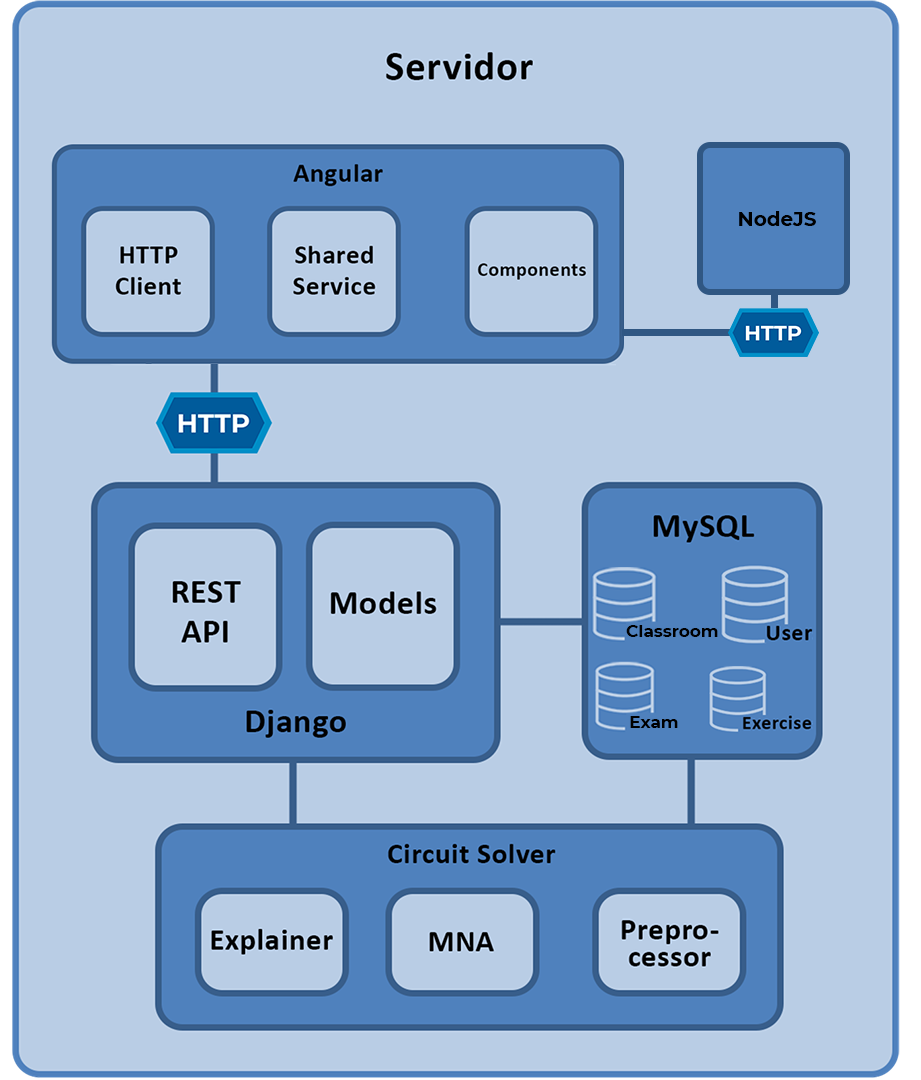 Servidor
Angular
HTTP
Client
Shared
Service
Components
NodeJS
HTTP
HTTP
REST
API
Models
Django
MySQL
Classroom
User
Exam
Exercise
Circuit Solver
Explainer
MNA
Prepro-
cessor